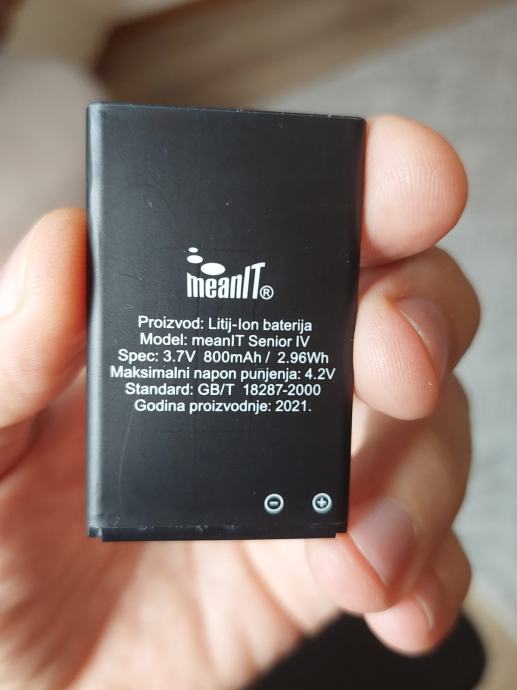 meanIT®
Proizvod: Litij-Ion baterija
Model: meanIT Senior IV
Spec: 3.7V 800mAh / 2.96Wh
Maksimalni napon punjenja: 4.2V
Standard: GB/T 18287-2000
Godina proizvodnje: 2021.
⊖ ⊕